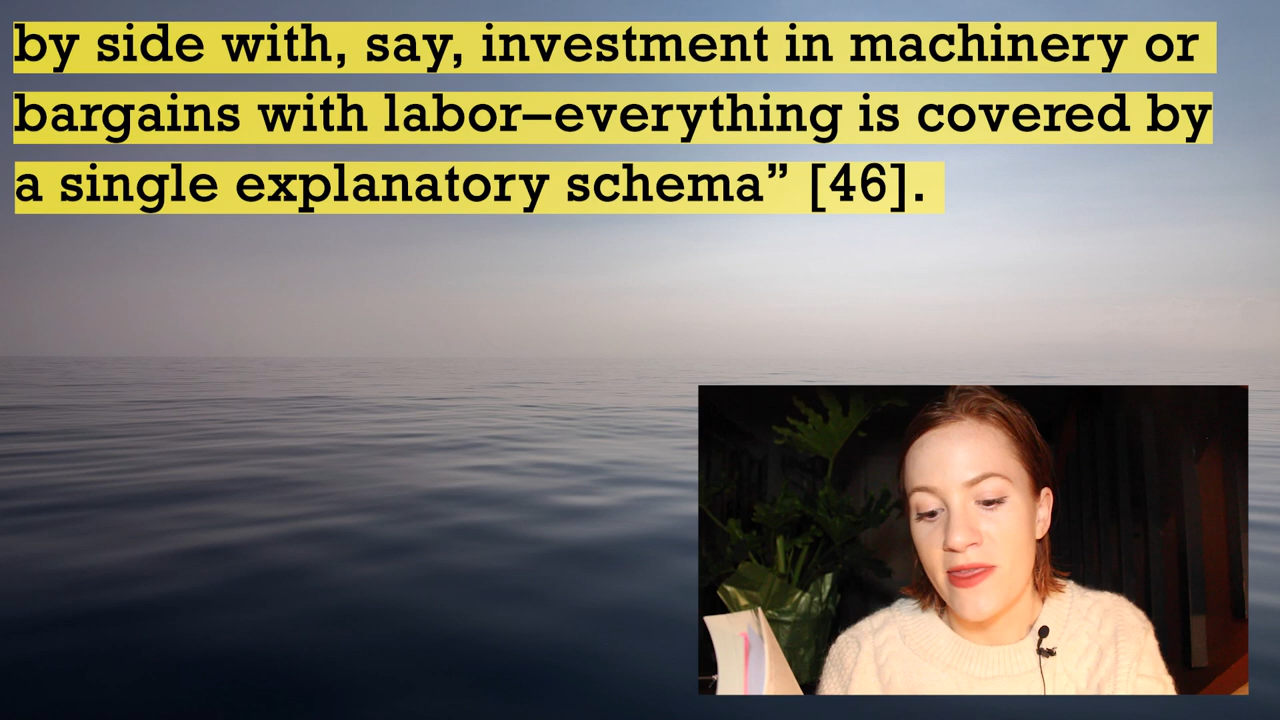 by side with, say, investment in machinery or
bargains with labor–everything is covered by
a single explanatory schema” [46].